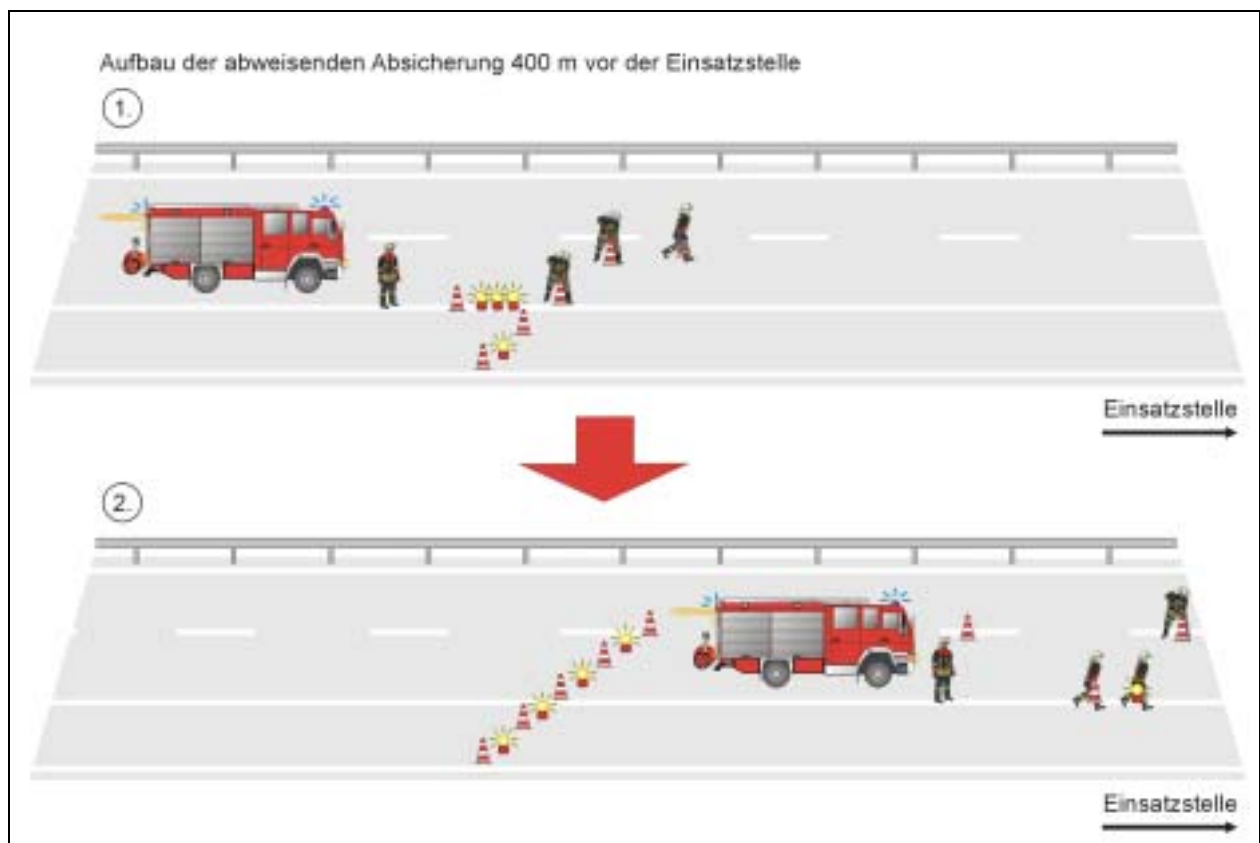 Aufbau der abweisenden Absicherung 400 m vor der Einsatzstelle
1.
Einsatzstelle
2.
Einsatzstelle